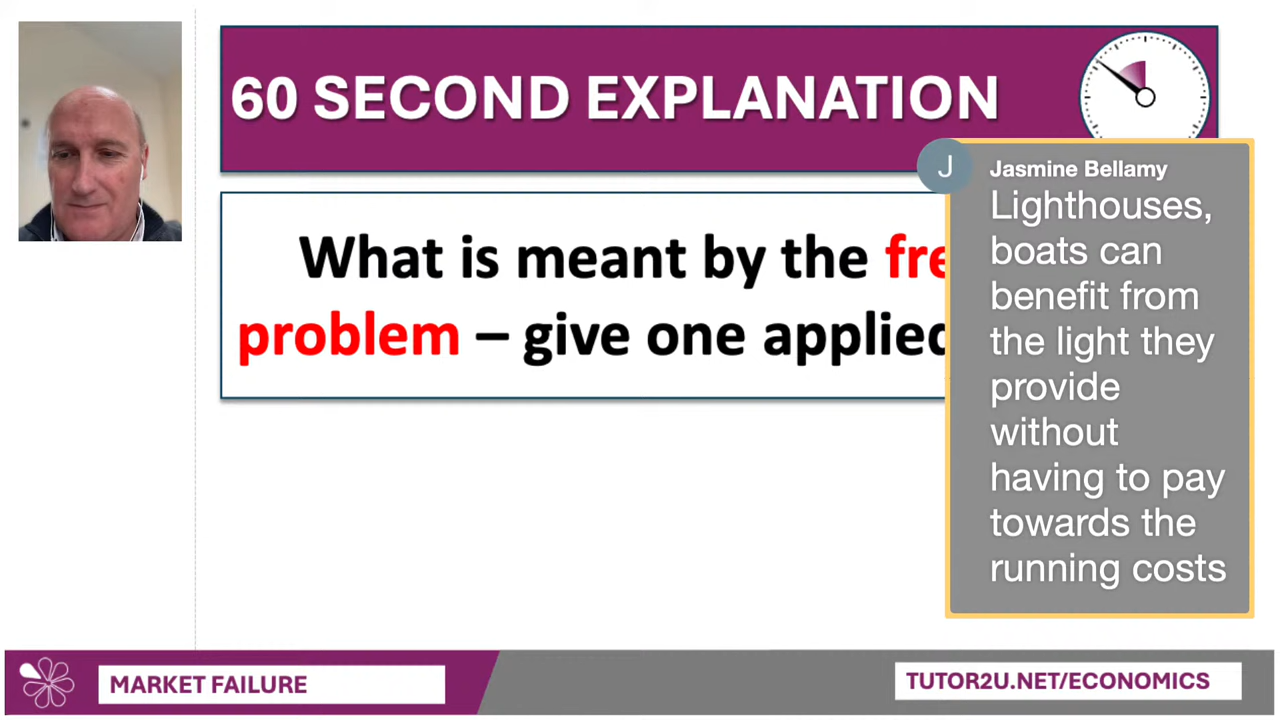 60 SECOND EXPLANATION
What is meant by the fre
problem – give one applied
J
Jasmine Bellamy
Lighthouses,
boats can
benefit from
the light they
provide
without
having to pay
towards the
running costs
MARKET FAILURE
TUTOR2U.NET/ECONOMICS